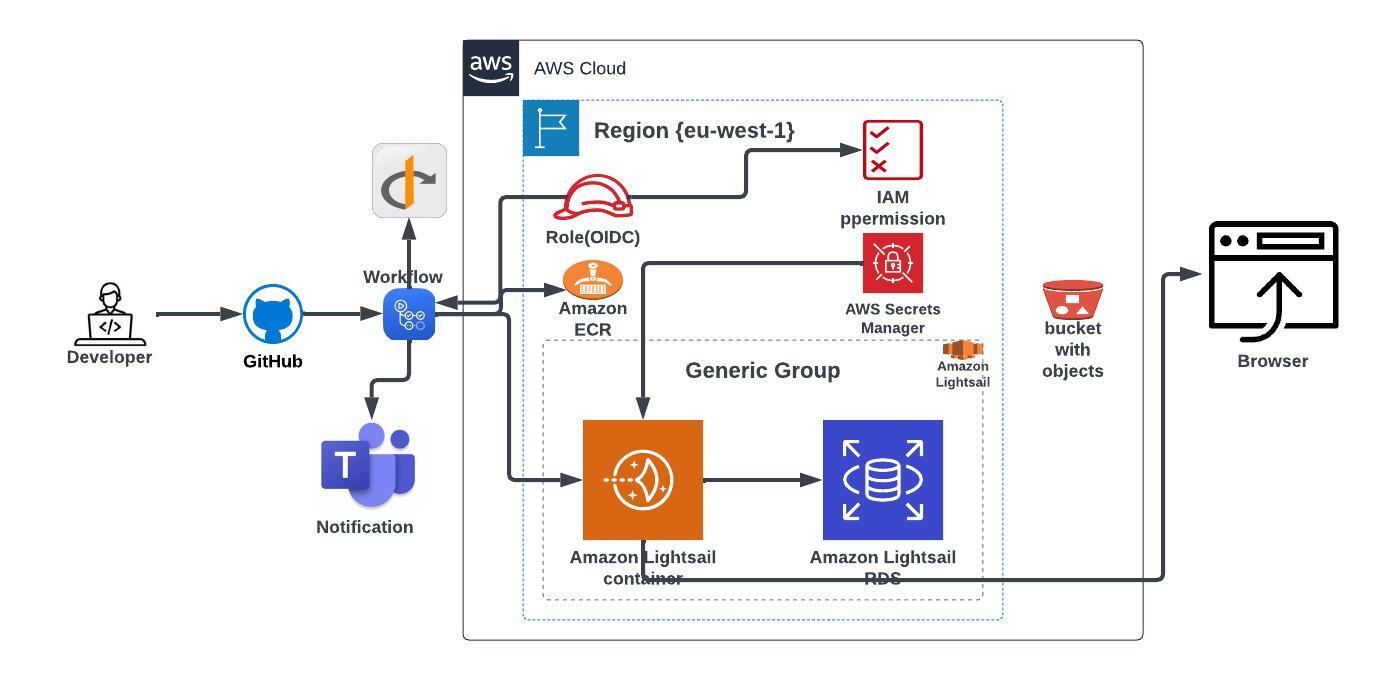 aws
AWS Cloud
Region {eu-west-1}
IAM
ppermission
Role(OIDC)
Workflow
Amazon
ECR
AWS Secrets
Manager
Developer
GitHub
bucket
with
objects
Browser
Generic Group
Amazon
Lightsail
T
Notification
Amazon Lightsail
container
Amazon Lightsail
RDS